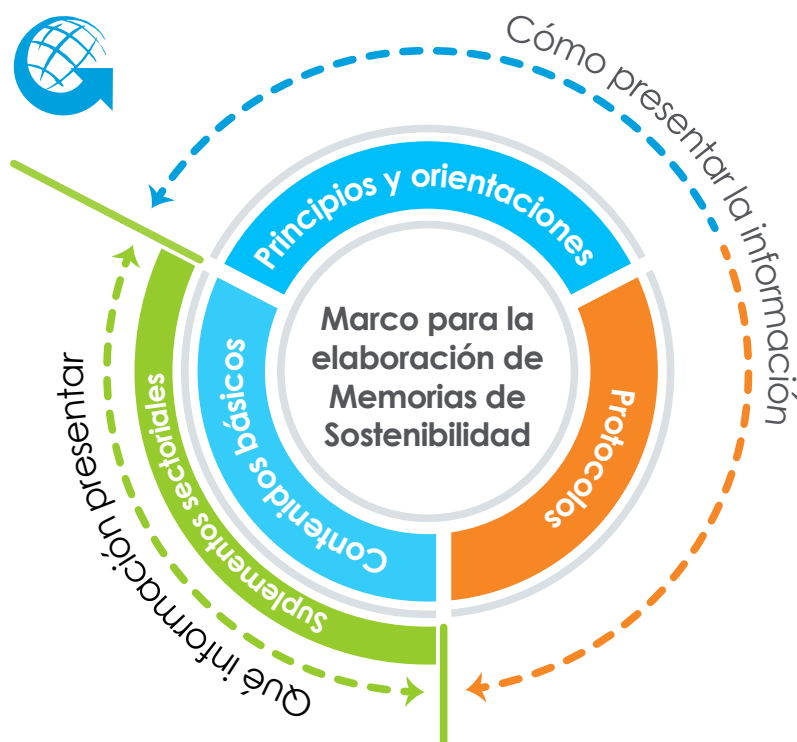 Cómo presentar la información
Principios y orientaciones
Marco para la
elaboración de
Memorias de
Sostenibilidad
Contenidos básicos
Protocolos
Suplementos sectoriales
Qué información presentar